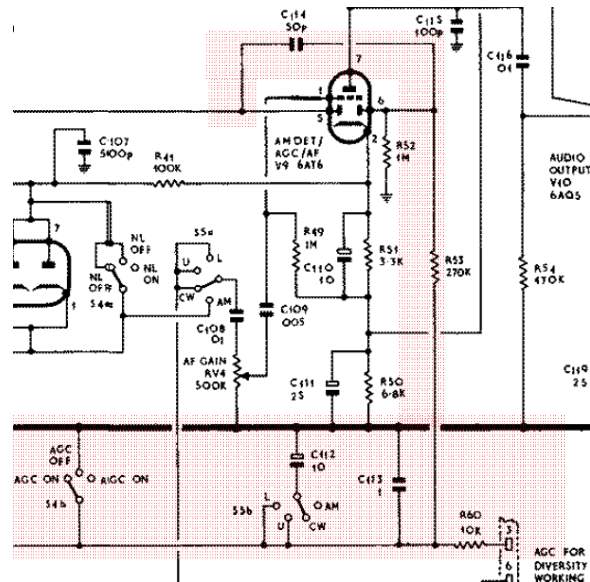 C114
50p
C115
100p
7
C116
01
1
6
5
2
C107
5100p
AM DET/
AGC/AF
V9 6AT6
R52
1M
R41
100K
AUDIO
OUTPUT
V10
6AQ5
7
NL
OFF
NL
ON
NL
OFF
S4a
1
S5a
U
L
CW
AM
R49
1M
C110
10
R51
3·3K
R53
270K
R54
470K
C109
005
C108
01
AF GAIN
RV4
500K
C111
25
R50
6·8K
C119
25
AGC
OFF
AGC ON
AGC ON
S4b
C112
10
C113
1
L
AM
S5b
U
CW
R60
10K
3
6
AGC FOR
DIVERSITY
WORKING